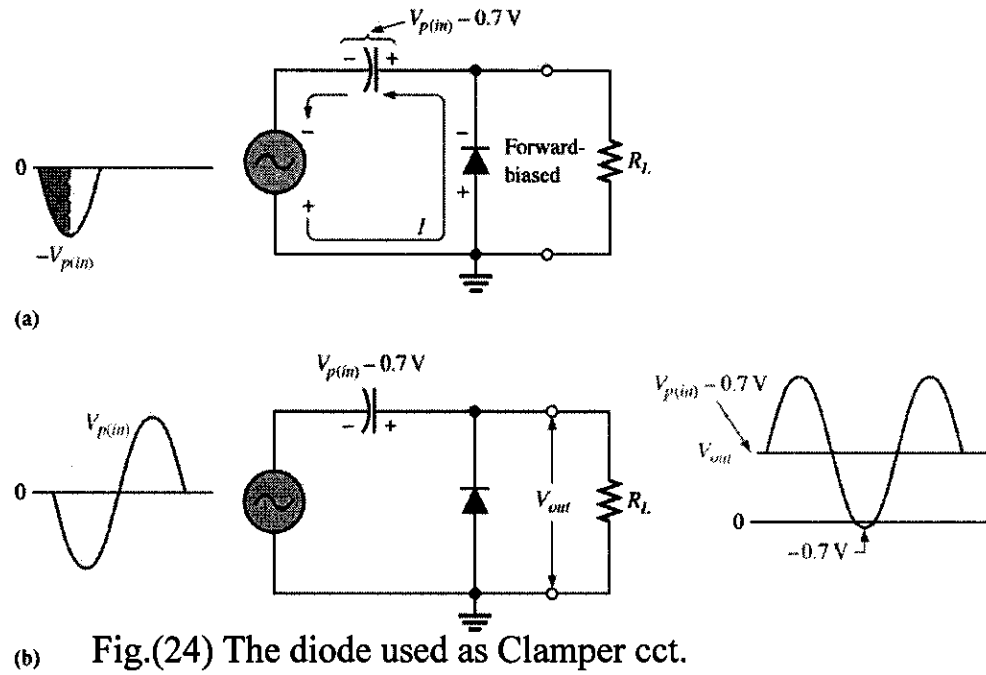 V_p(in) – 0.7 V
– +
0
–V_p(in)
–
+
I
–
+
Forward-
biased
R_L
(a)
V_p(in) – 0.7 V
– +
V_p(in)
0
V_out
R_L
V_p(in) – 0.7 V
V_out
0
–0.7 V
(b) Fig.(24) The diode used as Clamper cct.